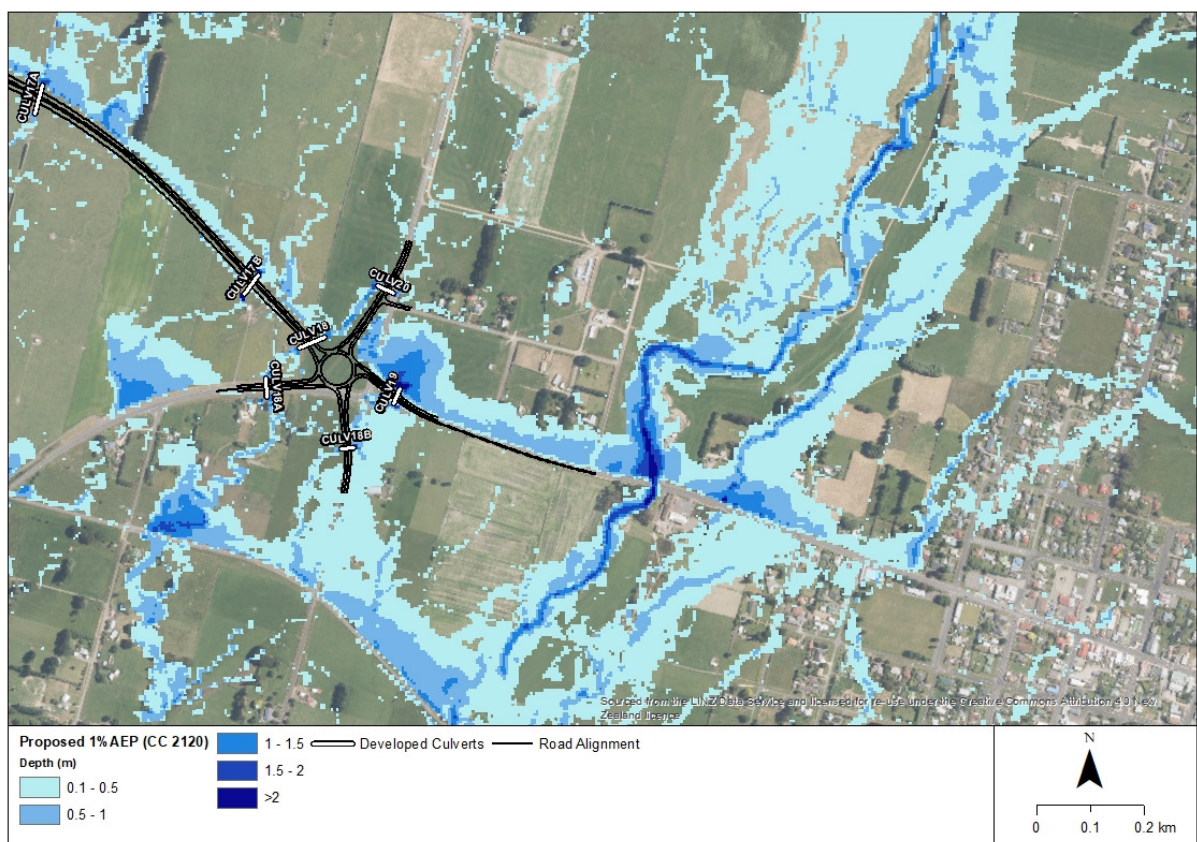 CULV17A
CULV17B
CULV20
CULV18
CULV18A
CULV19
CULV18B
Sourced from the LINZ Data Service and licensed for re-use under the Creative Commons Attribution 4.0 New
Zealand licence
Proposed 1% AEP (CC 2120)
Depth (m)
0.1 - 0.5
0.5 - 1
1 - 1.5
1.5 - 2
>2
Developed Culverts
Road Alignment
N
0 0.1 0.2 km